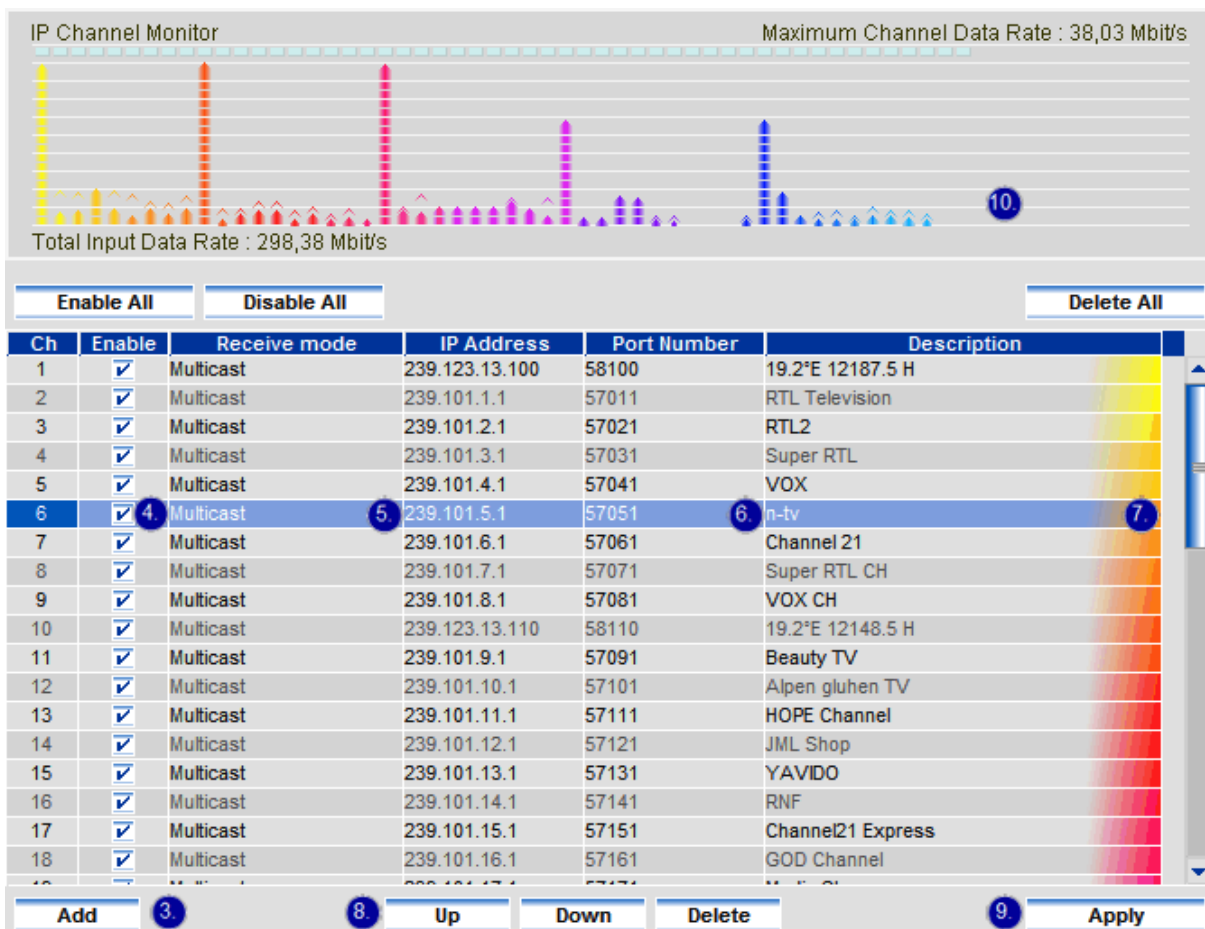 IP Channel Monitor Maximum Channel Data Rate : 38,03 Mbit/s
10.
Total Input Data Rate : 298,38 Mbit/s
Enable All Disable All Delete All
Ch Enable Receive mode IP Address Port Number Description
1 Multicast 239.123.13.100 58100 19.2°E 12187.5 H
2 Multicast 239.101.1.1 57011 RTL Television
3 Multicast 239.101.2.1 57021 RTL2
4 Multicast 239.101.3.1 57031 Super RTL
5 Multicast 239.101.4.1 57041 VOX
6 4. Multicast 5. 239.101.5.1 57051 6. n-tv 7.
7 Multicast 239.101.6.1 57061 Channel 21
8 Multicast 239.101.7.1 57071 Super RTL CH
9 Multicast 239.101.8.1 57081 VOX CH
10 Multicast 239.123.13.110 58110 19.2°E 12148.5 H
11 Multicast 239.101.9.1 57091 Beauty TV
12 Multicast 239.101.10.1 57101 Alpen gluhen TV
13 Multicast 239.101.11.1 57111 HOPE Channel
14 Multicast 239.101.12.1 57121 JML Shop
15 Multicast 239.101.13.1 57131 YAVIDO
16 Multicast 239.101.14.1 57141 RNF
17 Multicast 239.101.15.1 57151 Channel21 Express
18 Multicast 239.101.16.1 57161 GOD Channel
Add 3. 8. Up Down Delete 9. Apply